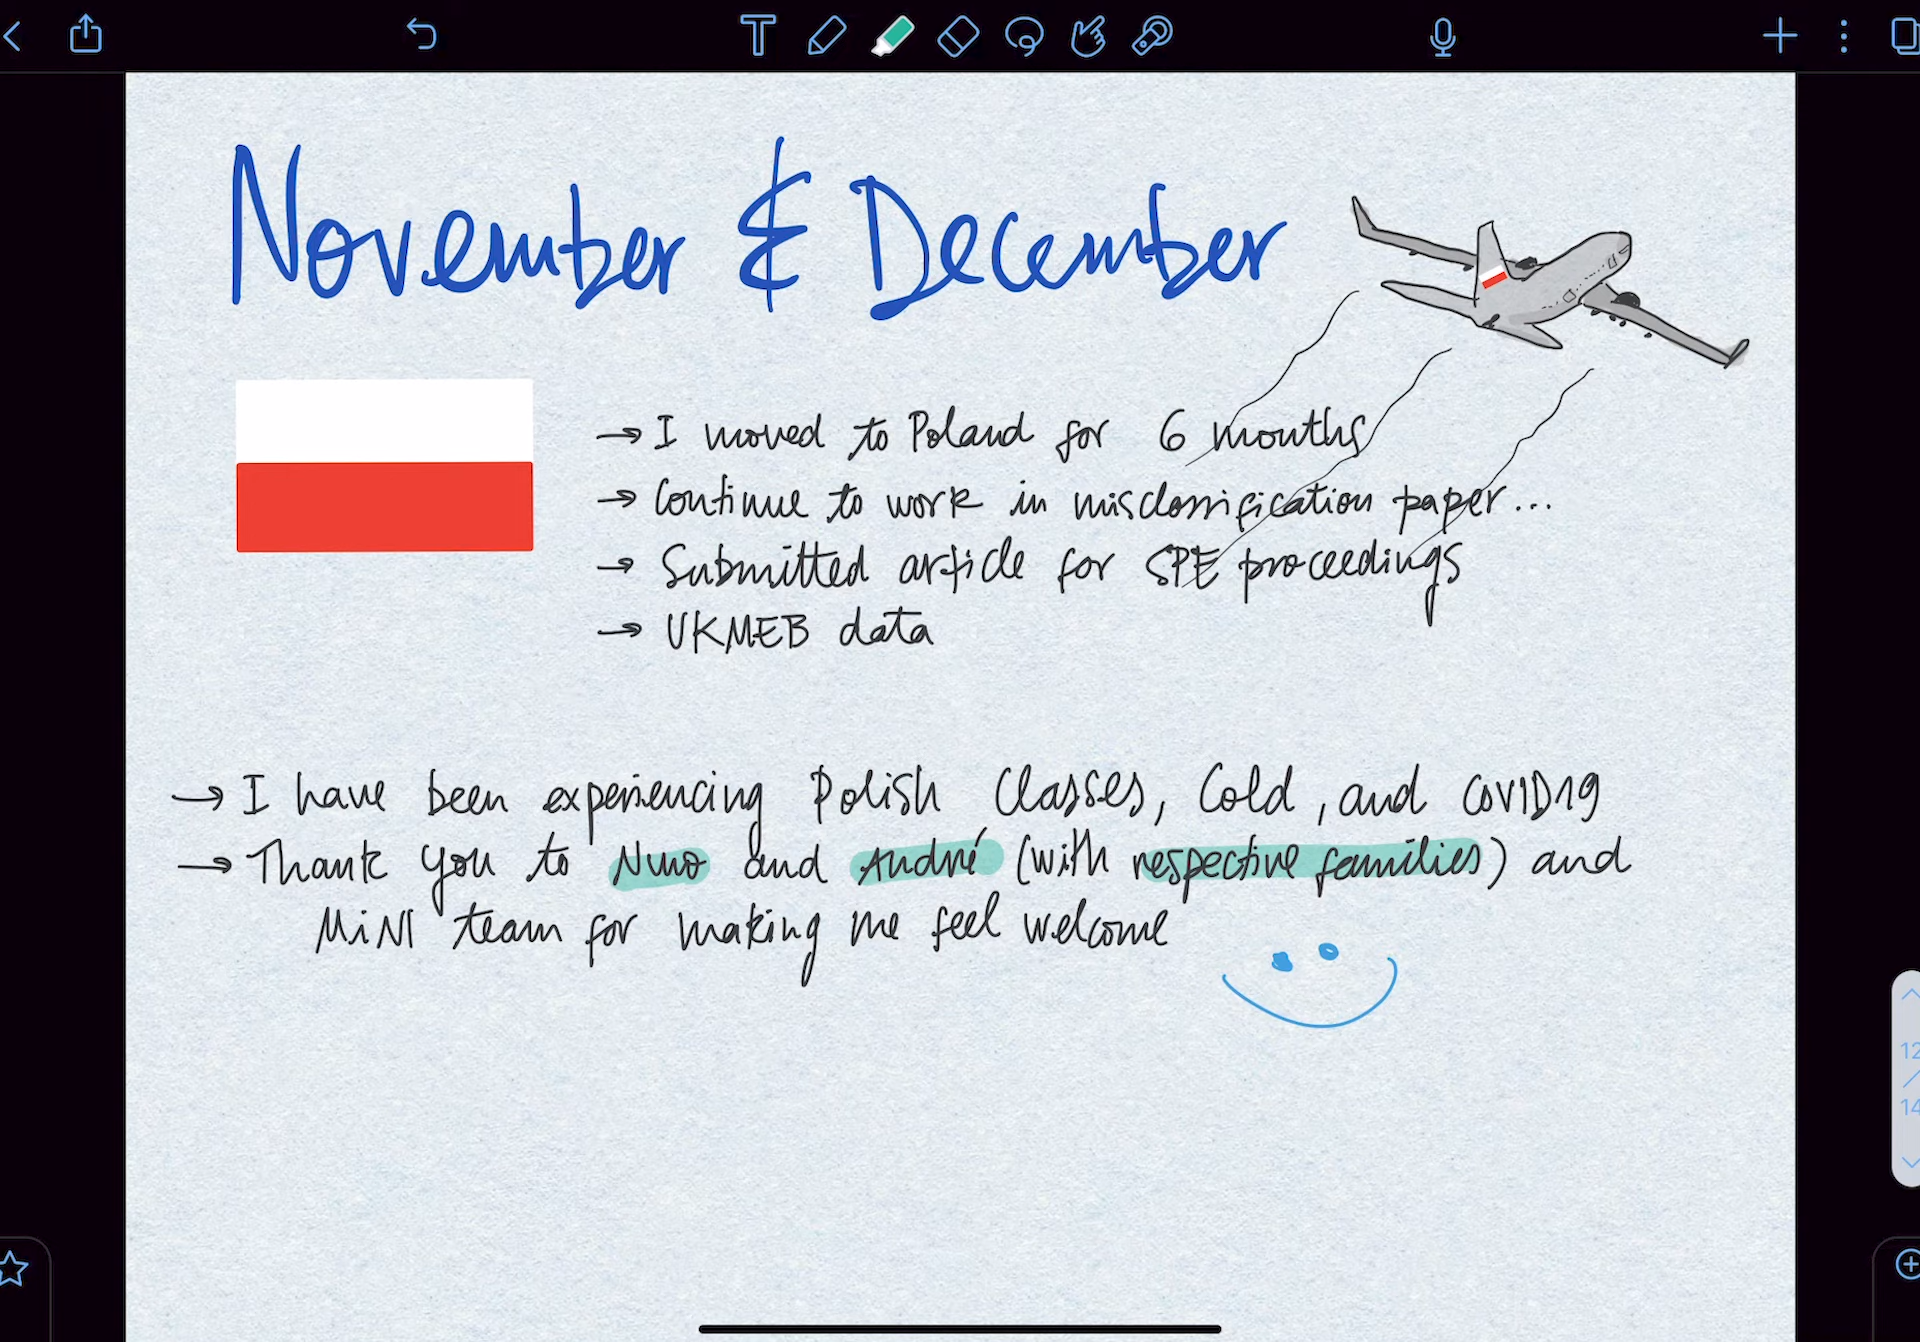 November & December
→ I moved to Poland for 6 months
→ Continue to work in misclassification paper...
→ Submitted article for SPE proceedings
→ UKMEB data
→ I have been experiencing Polish Classes, Cold, and COVID19
→ Thank you to Nuno and André (with respective families) and
MiNI team for making me feel welcome
12
/
14